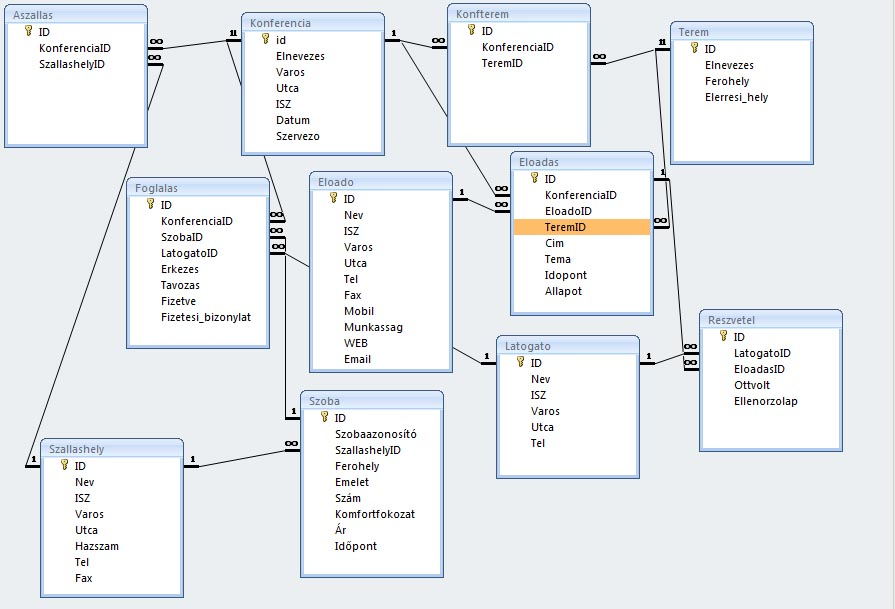 Aszallas
ID
KonferenciaID
SzallashelyID
Konferencia
id
Elnevezes
Varos
Utca
ISZ
Datum
Szervezo
Konfterem
ID
KonferenciaID
TeremID
Terem
ID
Elnevezes
Ferohely
Elerresi_hely
Foglalas
ID
KonferenciaID
SzobaID
LatogatoID
Erkezes
Tavozas
Fizetve
Fizetesi_bizonylat
Eloado
ID
Nev
ISZ
Varos
Utca
Tel
Fax
Mobil
Munkassag
WEB
Email
Eloadas
ID
KonferenciaID
EloadoID
TeremID
Cim
Tema
Idopont
Allapot
Reszvetel
ID
LatogatoID
EloadasID
Ottvolt
Ellenorzolap
Latogato
ID
Nev
ISZ
Varos
Utca
Tel
Szoba
ID
Szobaazonosító
SzallashelyID
Ferohely
Emelet
Szám
Komfortfokozat
Ár
Időpont
Szallashely
ID
Nev
ISZ
Varos
Utca
Hazszam
Tel
Fax